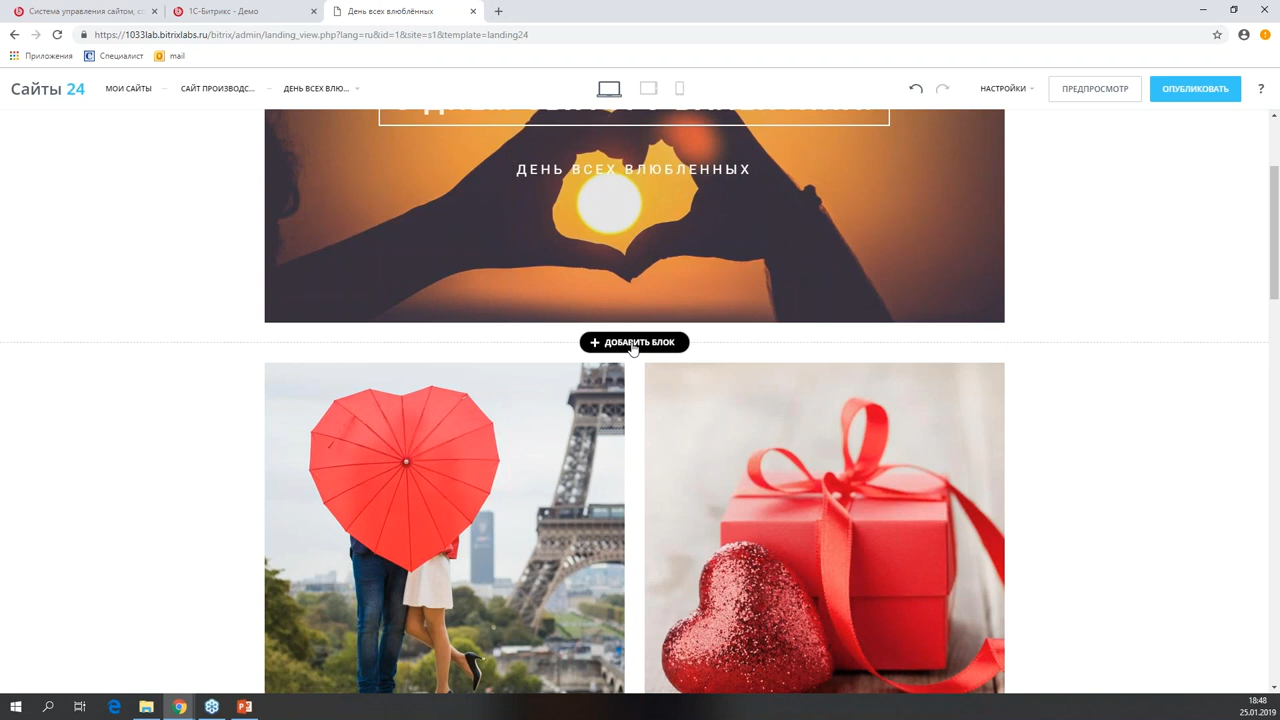 Система управления сайтом, со
1С-Битрикс - Демо
День всех влюблённых
https://1033lab.bitrixlabs.ru/bitrix/admin/landing_view.php?lang=ru&id=1&site=s1&template=landing24
Приложения
Специалист
mail
Сайты 24
МОИ САЙТЫ
САЙТ ПРОИЗВОДС...
ДЕНЬ ВСЕХ ВЛЮ...
НАСТРОЙКИ
ПРЕДПРОСМОТР
ОПУБЛИКОВАТЬ
?
ДЕНЬ ВСЕХ ВЛЮБЛЕННЫХ
+ ДОБАВИТЬ БЛОК
18:48
25.01.2019